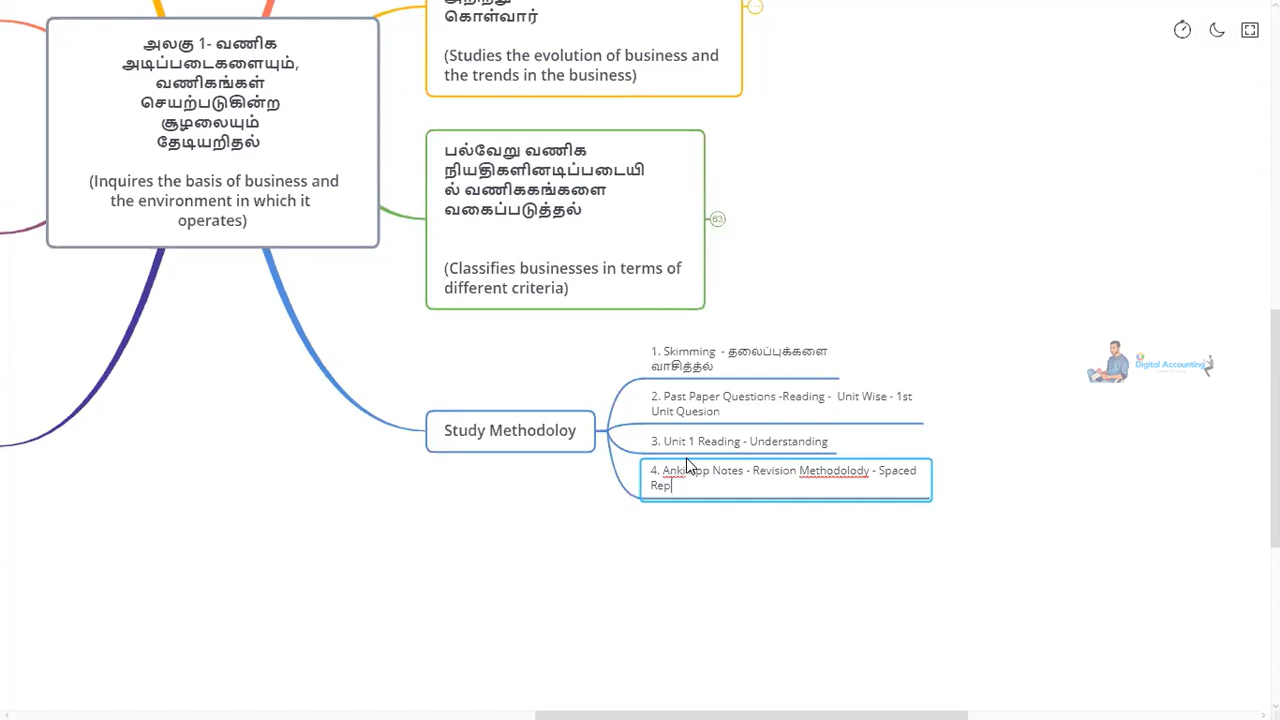 அலகு 1- வணிக
அடிப்படைகளையும்,
வணிகங்கள்
செயற்படுகின்ற
சூழலையும்
தேடியறிதல்
(Inquires the basis of business and
the environment in which it
operates)
கொள்வார்
(Studies the evolution of business and
the trends in the business)
பல்வேறு வணிக
நியதிகளினடிப்படையி
ல் வணிககங்களை
வகைப்படுத்தல்
63
(Classifies businesses in terms of
different criteria)
Study Methodoloy
1. Skimming - தலைப்புக்களை
வாசித்த்ல்
2. Past Paper Questions -Reading - Unit Wise - 1st
Unit Quesion
3. Unit 1 Reading - Understanding
4. Anki App Notes - Revision Methodolody - Spaced
Rep
Digital Accounting